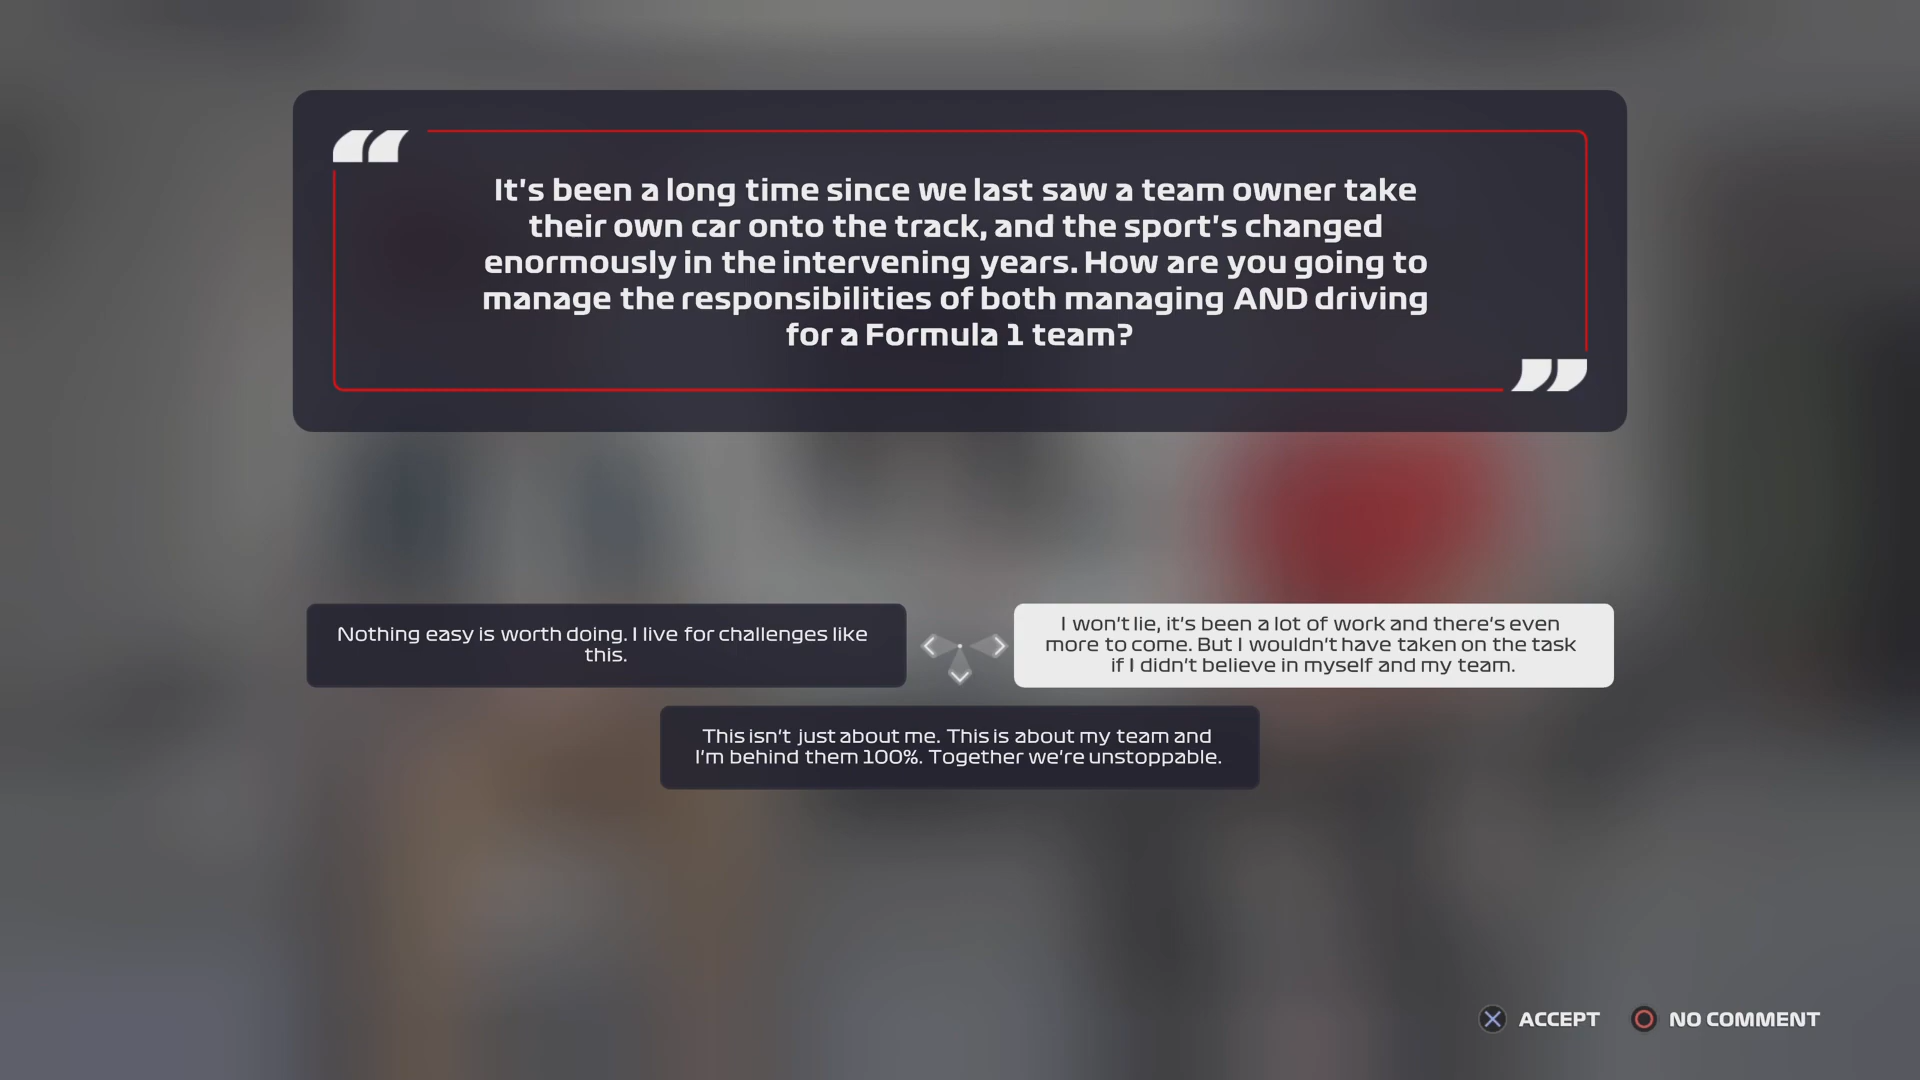 It's been a long time since we last saw a team owner take
their own car onto the track, and the sport's changed
enormously in the intervening years. How are you going to
manage the responsibilities of both managing AND driving
for a Formula 1 team?
Nothing easy is worth doing. I live for challenges like
this.
I won't lie, it's been a lot of work and there's even
more to come. But I wouldn't have taken on the task
if I didn't believe in myself and my team.
This isn't just about me. This is about my team and
I'm behind them 100%. Together we're unstoppable.
ACCEPT
NO COMMENT